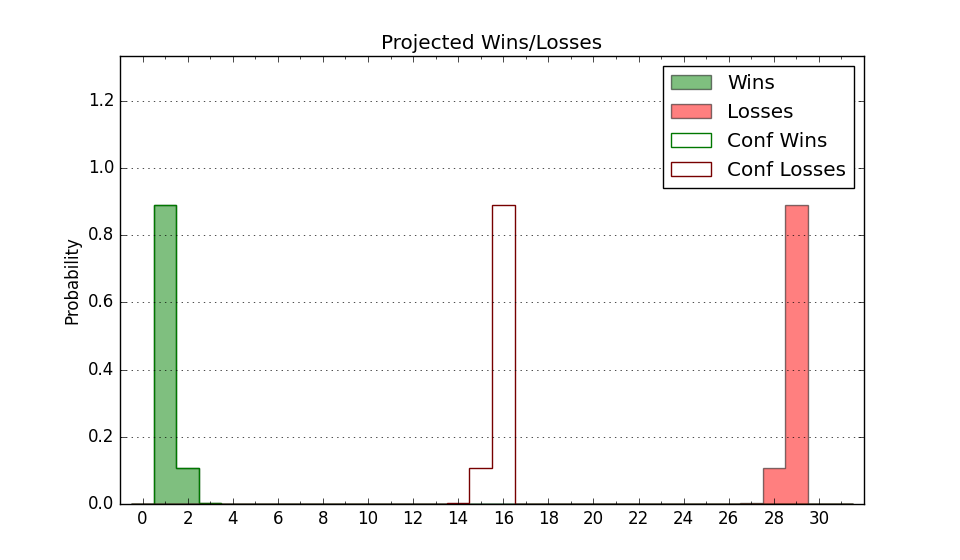 Projected Wins/Losses
Wins
Losses
Conf Wins
Conf Losses
Probability
1.2
1.0
0.8
0.6
0.4
0.2
0.0
0 2 4 6 8 10 12 14 16 18 20 22 24 26 28 30